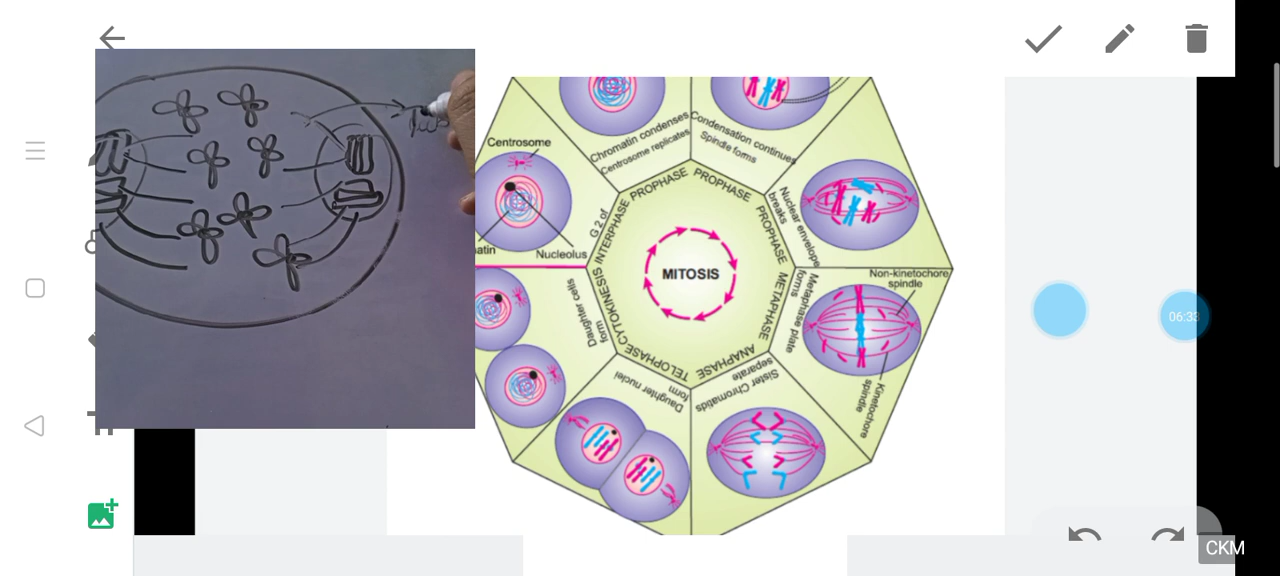 Centrosome
atin
Nucleolus
G 2 of
INTERPHASE
Chromatin condenses
Centrosome replicates
PROPHASE
Condensation continues
Spindle forms
PROPHASE
Nuclear envelope
breaks
PROPHASE
Non-kinetochore
spindle
Kinetochore
spindle
Metaphase plate
forms
METAPHASE
Sister Chromatids
separate
ANAPHASE
Daughter nuclei
form
TELOPHASE
Daughter cells
form
CYTOKINESIS
MITOSIS
06:33
CKM